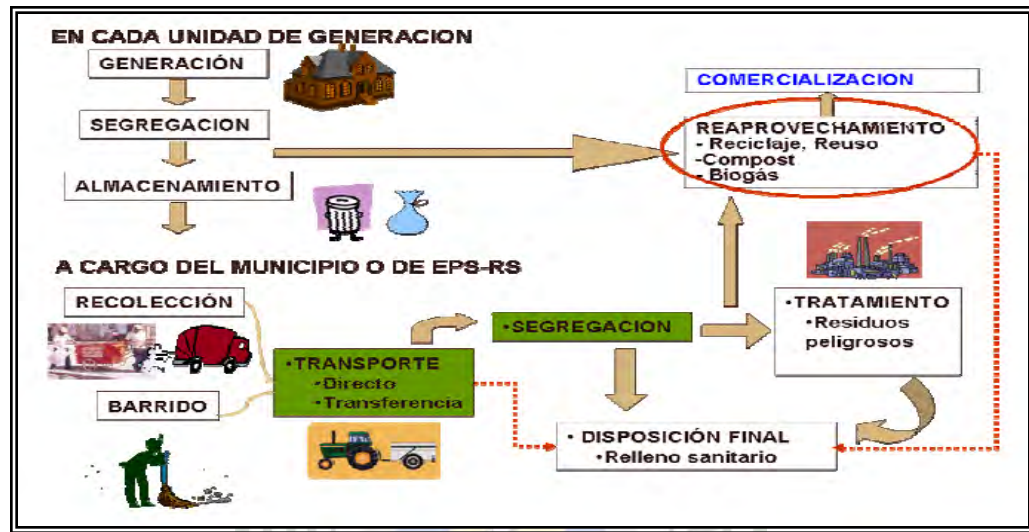 EN CADA UNIDAD DE GENERACION
GENERACIÓN
SEGREGACION
ALMACENAMIENTO
COMERCIALIZACION
REAPROVECHAMIENTO
- Reciclaje, Reuso
-Compost
- Biogás
A CARGO DEL MUNICIPIO O DE EPS-RS
RECOLECCIÓN
BARRIDO
•TRANSPORTE
•Directo
•Transferencia
•SEGREGACION
•TRATAMIENTO
•Residuos
peligrosos
• DISPOSICIÓN FINAL
•Relleno sanitario